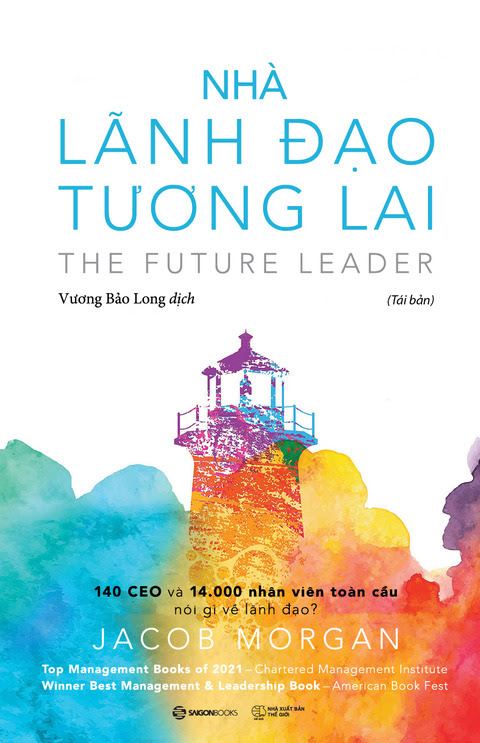 NHÀ
LÃNH ĐẠO
TƯƠNG LAI
THE FUTURE LEADER
Vương Bảo Long dịch
(Tái bản)
140 CEO và 14.000 nhân viên toàn cầu
nói gì về lãnh đạo?
JACOB MORGAN
Top Management Books of 2021 – Chartered Management Institute
Winner Best Management & Leadership Book – American Book Fest
SAIGONBOOKS
NHÀ XUẤT BẢN
THẾ GIỚI